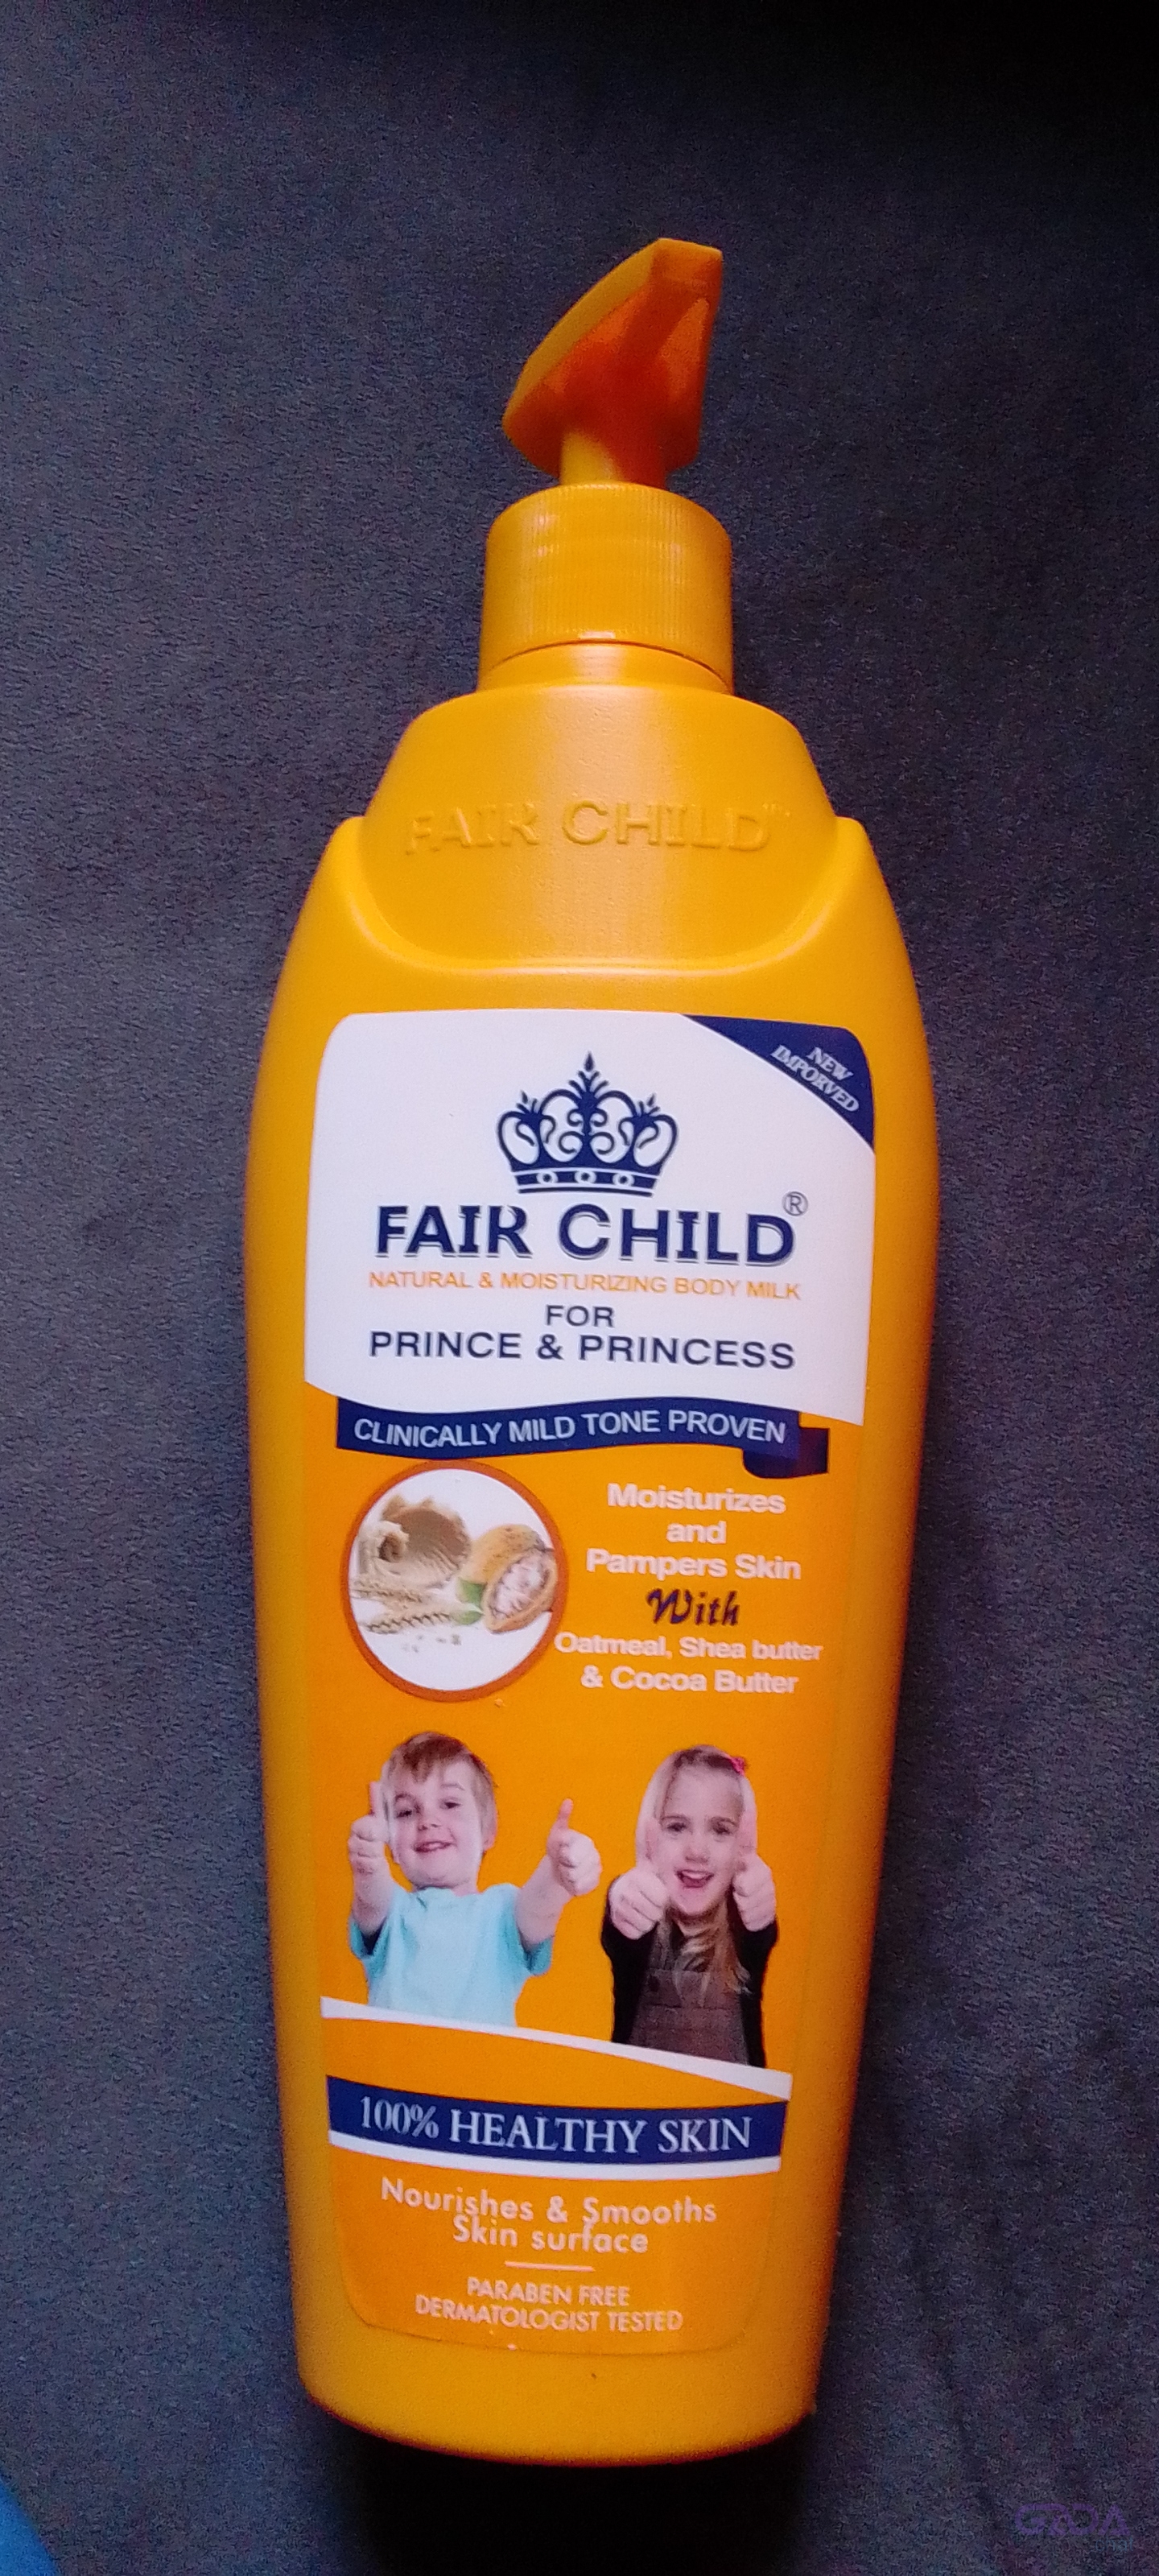 FAIR CHILD™
NEW
IMPORVED
FAIR CHILD®
NATURAL & MOISTURIZING BODY MILK
FOR
PRINCE & PRINCESS
CLINICALLY MILD TONE PROVEN
Moisturizes
and
Pampers Skin
With
Oatmeal, Shea butter
& Cocoa Butter
100% HEALTHY SKIN
Nourishes & Smooths
Skin surface
PARABEN FREE
DERMATOLOGIST TESTED